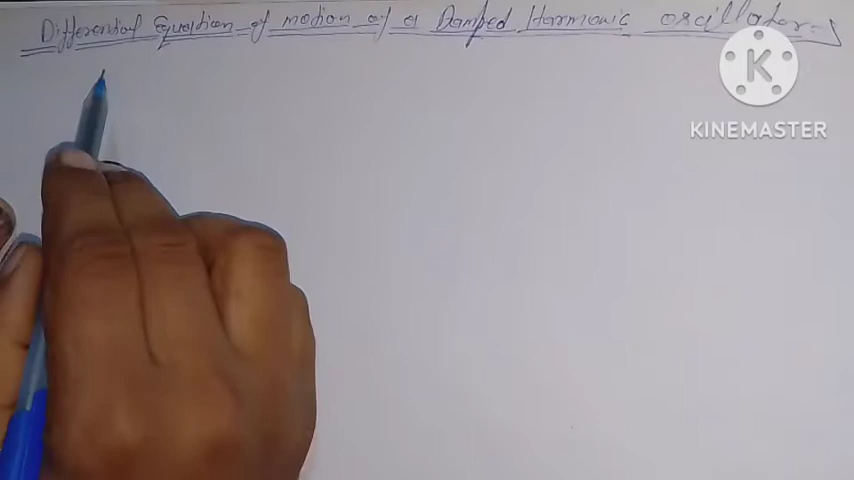 Differential Equation of motion of a Damped Harmonic oscillator :-
K
KINEMASTER